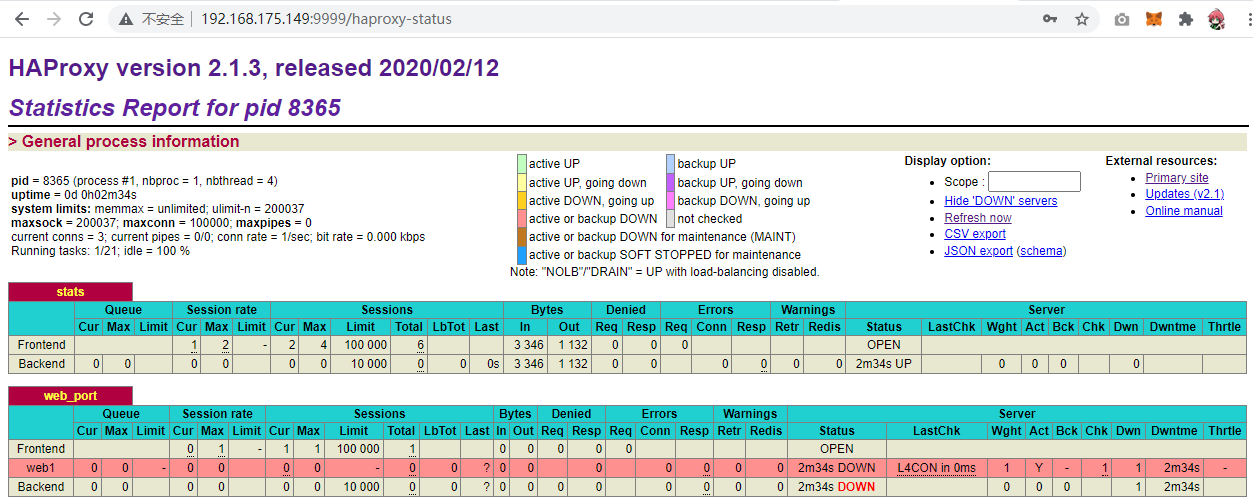 不安全 | 192.168.175.149:9999/haproxy-status
HAProxy version 2.1.3, released 2020/02/12
Statistics Report for pid 8365
> General process information
pid = 8365 (process #1, nbproc = 1, nbthread = 4)
uptime = 0d 0h02m34s
system limits: memmax = unlimited; ulimit-n = 200037
maxsock = 200037; maxconn = 100000; maxpipes = 0
current conns = 3; current pipes = 0/0; conn rate = 1/sec; bit rate = 0.000 kbps
Running tasks: 1/21; idle = 100 %
active UP backup UP
active UP, going down backup UP, going down
active DOWN, going up backup DOWN, going up
active or backup DOWN not checked
active or backup DOWN for maintenance (MAINT)
active or backup SOFT STOPPED for maintenance
Note: "NOLB"/"DRAIN" = UP with load-balancing disabled.
Display option:
• Scope :
• Hide 'DOWN' servers
• Refresh now
• CSV export
• JSON export (schema)
External resources:
• Primary site
• Updates (v2.1)
• Online manual
stats
Queue Session rate Sessions Bytes Denied Errors Warnings Server
Cur Max Limit Cur Max Limit Cur Max Limit Total LbTot Last In Out Req Resp Req Conn Resp Retr Redis Status LastChk Wght Act Bck Chk Dwn Dwntme Thrtle
Frontend 1 2 - 2 4 100 000 6 3 346 1 132 0 0 0 OPEN
Backend 0 0 0 0 0 0 10 000 0 0 0s 3 346 1 132 0 0 0 0 0 0 2m34s UP 0 0 0 0
web_port
Queue Session rate Sessions Bytes Denied Errors Warnings Server
Cur Max Limit Cur Max Limit Cur Max Limit Total LbTot Last In Out Req Resp Req Conn Resp Retr Redis Status LastChk Wght Act Bck Chk Dwn Dwntme Thrtle
Frontend 0 1 - 1 1 100 000 1 0 0 0 0 0 OPEN
web1 0 0 - 0 0 0 0 - 0 0 ? 0 0 0 0 0 0 0 2m34s DOWN L4CON in 0ms 1 Y - 1 1 2m34s -
Backend 0 0 0 0 0 0 10 000 0 0 ? 0 0 0 0 0 0 0 0 2m34s DOWN 0 0 0 1 2m34s